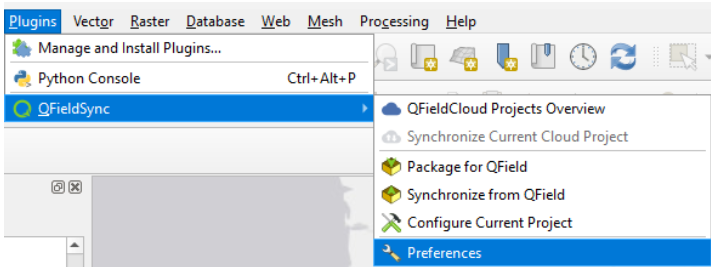 Plugins Vector Raster Database Web Mesh Processing Help
Manage and Install Plugins...
Python Console Ctrl+Alt+P
QFieldSync
QFieldCloud Projects Overview
Synchronize Current Cloud Project
Package for QField
Synchronize from QField
Configure Current Project
Preferences